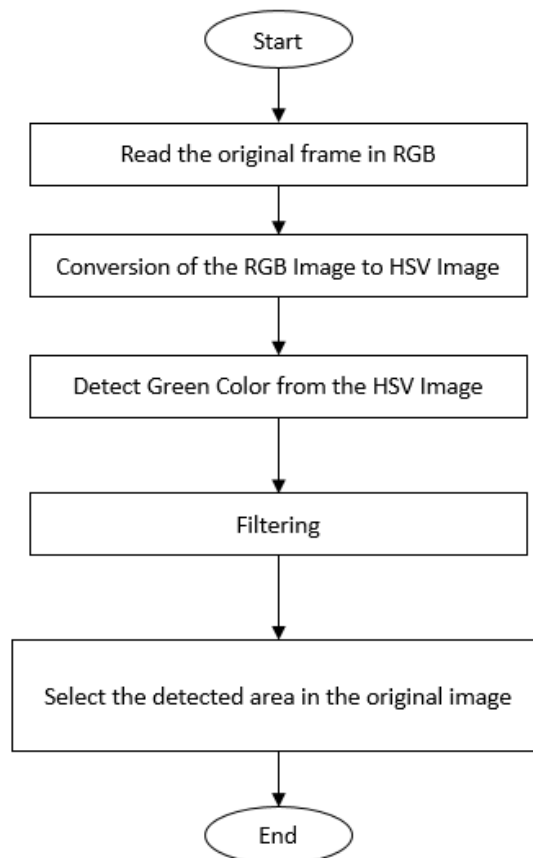 Start
Read the original frame in RGB
Conversion of the RGB Image to HSV Image
Detect Green Color from the HSV Image
Filtering
Select the detected area in the original image
End